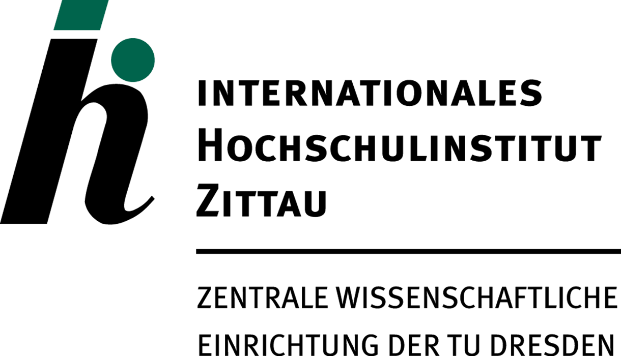 INTERNATIONALES
HOCHSCHULINSTITUT
ZITTAU
ZENTRALE WISSENSCHAFTLICHE
EINRICHTUNG DER TU DRESDEN